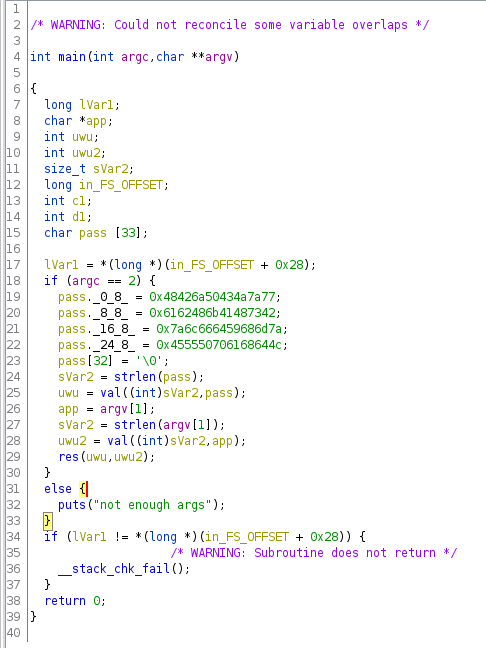 1
2 /* WARNING: Could not reconcile some variable overlaps */
3
4 int main(int argc,char **argv)
5
6 {
7 long lVar1;
8 char *app;
9 int uwu;
10 int uwu2;
11 size_t sVar2;
12 long in_FS_OFFSET;
13 int c1;
14 int d1;
15 char pass [33];
16
17 lVar1 = *(long *)(in_FS_OFFSET + 0x28);
18 if (argc == 2) {
19 pass._0_8_ = 0x48426a50434a7a77;
20 pass._8_8_ = 0x6162486b41487342;
21 pass._16_8_ = 0x7a6c666459686d7a;
22 pass._24_8_ = 0x455550706168644c;
23 pass[32] = '\0';
24 sVar2 = strlen(pass);
25 uwu = val((int)sVar2,pass);
26 app = argv[1];
27 sVar2 = strlen(argv[1]);
28 uwu2 = val((int)sVar2,app);
29 res(uwu,uwu2);
30 }
31 else {
32 puts("not enough args");
33 }
34 if (lVar1 != *(long *)(in_FS_OFFSET + 0x28)) {
35 /* WARNING: Subroutine does not return */
36 __stack_chk_fail();
37 }
38 return 0;
39 }
40